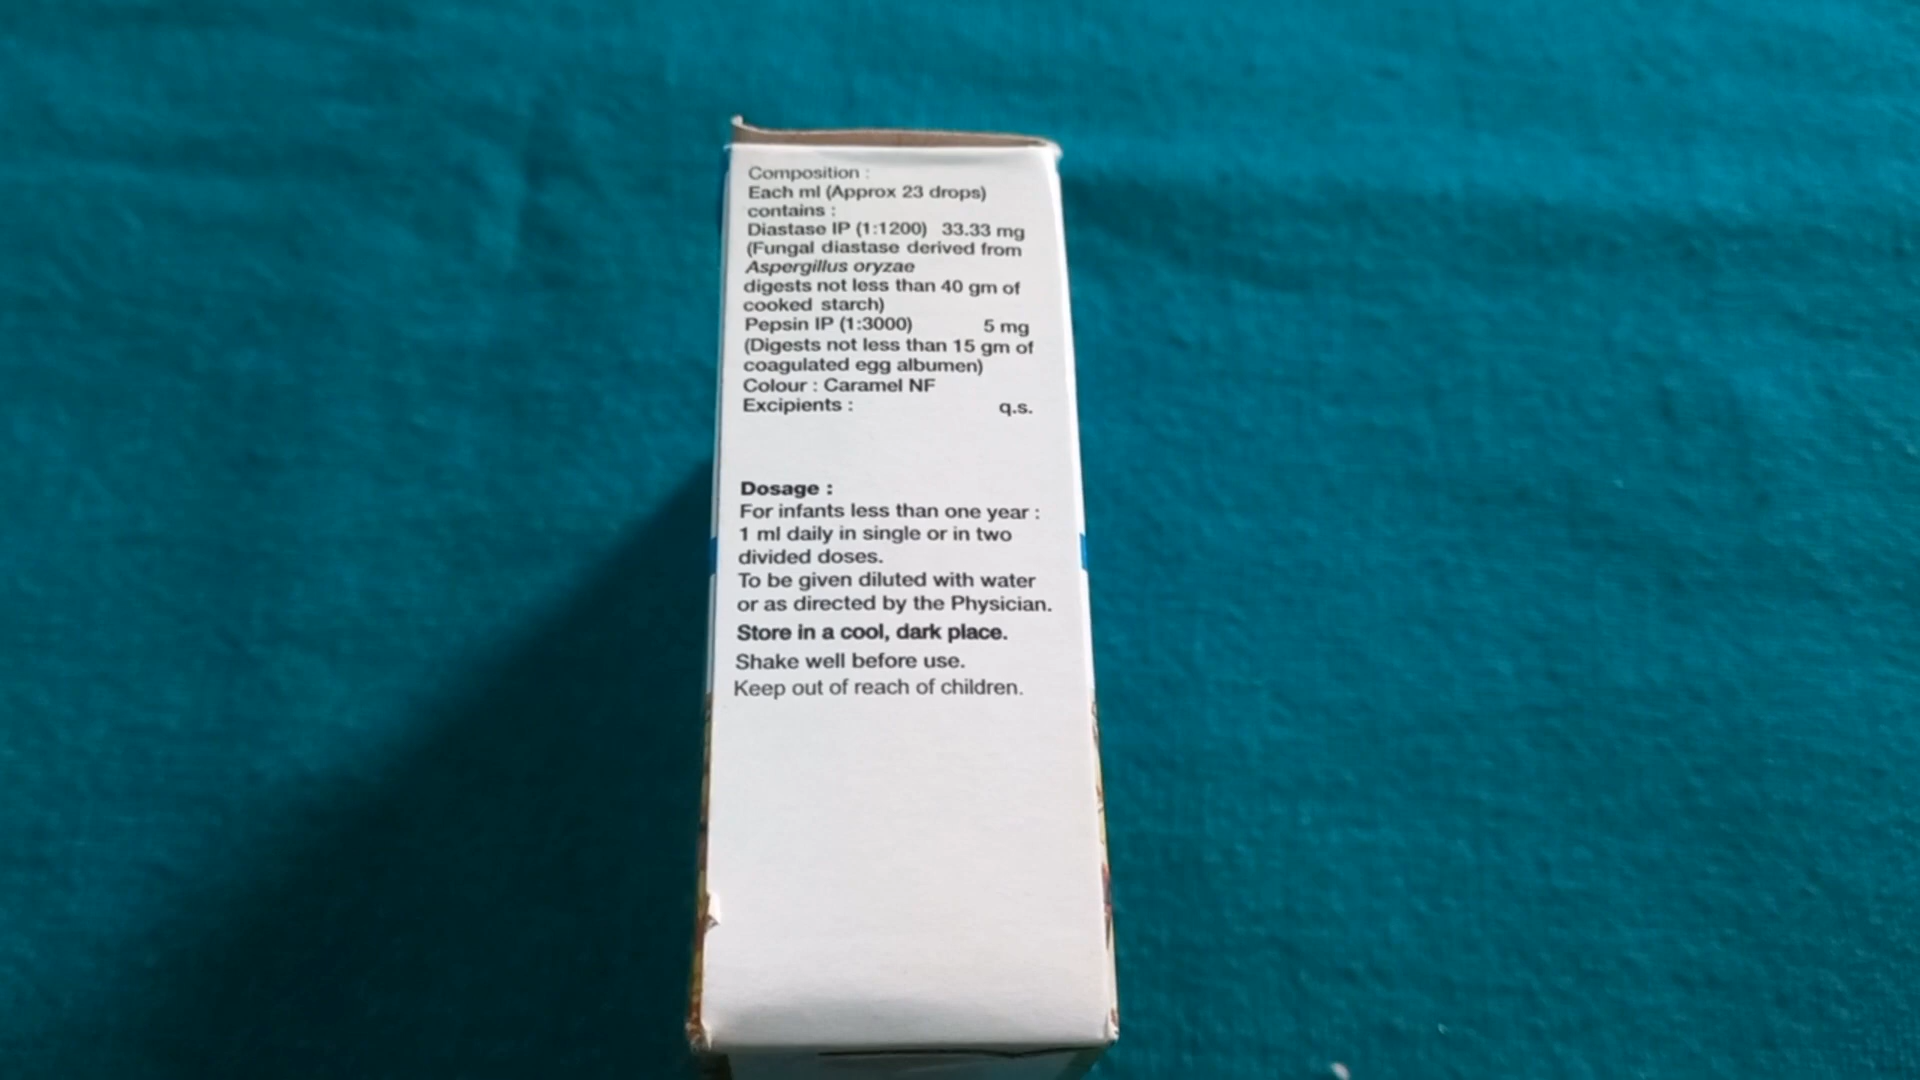 Composition :
Each ml (Approx 23 drops)
contains :
Diastase IP (1:1200) 33.33 mg
(Fungal diastase derived from
Aspergillus oryzae
digests not less than 40 gm of
cooked starch)
Pepsin IP (1:3000) 5 mg
(Digests not less than 15 gm of
coagulated egg albumen)
Colour : Caramel NF
Excipients : q.s.
Dosage :
For infants less than one year :
1 ml daily in single or in two
divided doses.
To be given diluted with water
or as directed by the Physician.
Store in a cool, dark place.
Shake well before use.
Keep out of reach of children.